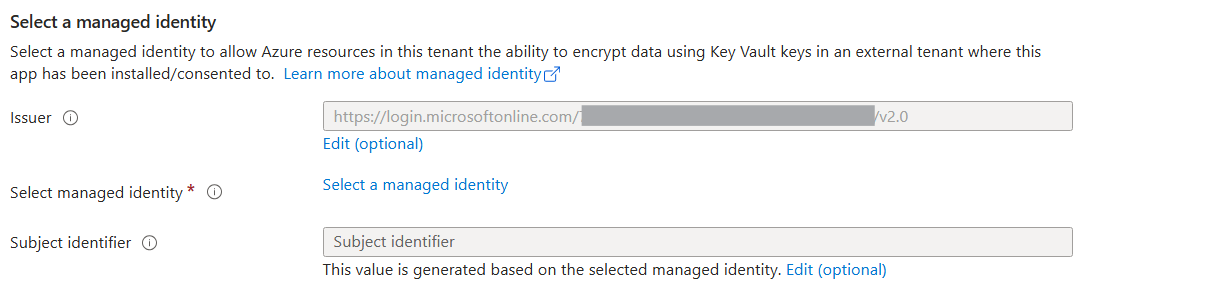 Select a managed identity
Select a managed identity to allow Azure resources in this tenant the ability to encrypt data using Key Vault keys in an external tenant where this
app has been installed/consented to. Learn more about managed identity
Issuer
https://login.microsoftonline.com/ /v2.0
Edit (optional)
Select managed identity *
Select a managed identity
Subject identifier
Subject identifier
This value is generated based on the selected managed identity. Edit (optional)